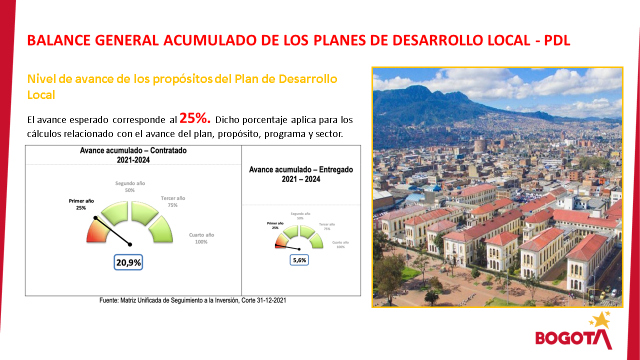 BALANCE GENERAL ACUMULADO DE LOS PLANES DE DESARROLLO LOCAL - PDL
Nivel de avance de los propósitos del Plan de Desarrollo
Local
El avance esperado corresponde al 25%. Dicho porcentaje aplica para los
cálculos relacionado con el avance del plan, propósito, programa y sector.
Avance acumulado – Contratado
2021-2024
Primer año
25%
Segundo año
50%
Tercer año
75%
Cuarto año
100%
20,9%
Avance acumulado – Entregado
2021 – 2024
Primer año
25%
Segundo año
50%
Tercer año
75%
Cuarto año
100%
5,6%
Fuente: Matriz Unificada de Seguimiento a la Inversión, Corte 31-12-2021
BOGOTA